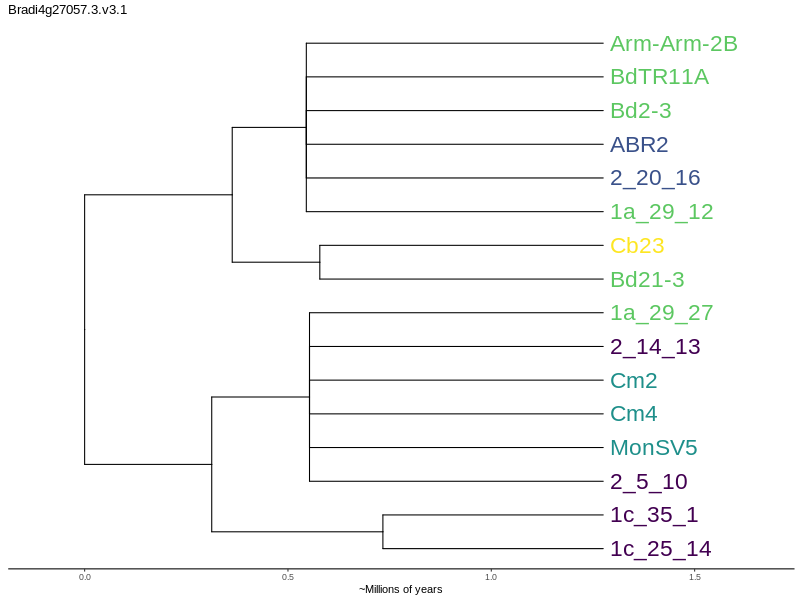 Bradi4g27057.3.v3.1
Arm-Arm-2B
BdTR11A
Bd2-3
ABR2
2_20_16
1a_29_12
Cb23
Bd21-3
1a_29_27
2_14_13
Cm2
Cm4
MonSV5
2_5_10
1c_35_1
1c_25_14
0.0 0.5 1.0 1.5
~Millions of years